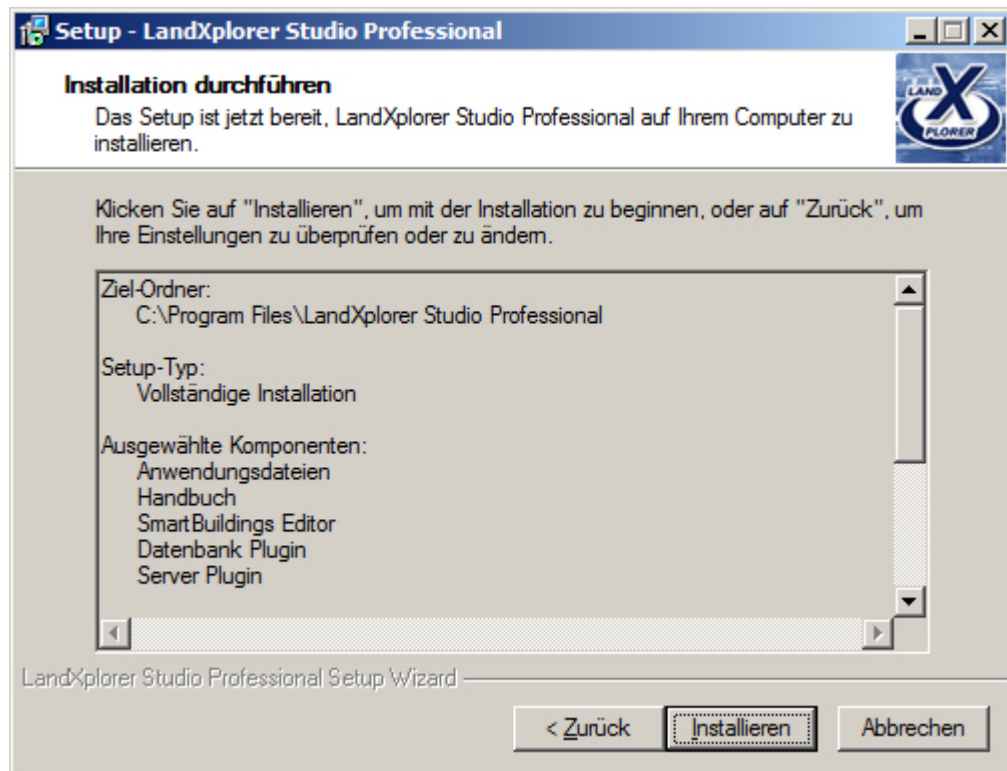 Setup - LandXplorer Studio Professional
Installation durchführen
Das Setup ist jetzt bereit, LandXplorer Studio Professional auf Ihrem Computer zu
installieren.
LAND
X
PLORER
Klicken Sie auf "Installieren", um mit der Installation zu beginnen, oder auf "Zurück", um
Ihre Einstellungen zu überprüfen oder zu ändern.
Ziel-Ordner:
C:\Program Files\LandXplorer Studio Professional
Setup-Typ:
Vollständige Installation
Ausgewählte Komponenten:
Anwendungsdateien
Handbuch
SmartBuildings Editor
Datenbank Plugin
Server Plugin
LandXplorer Studio Professional Setup Wizard
< Zurück
Installieren
Abbrechen